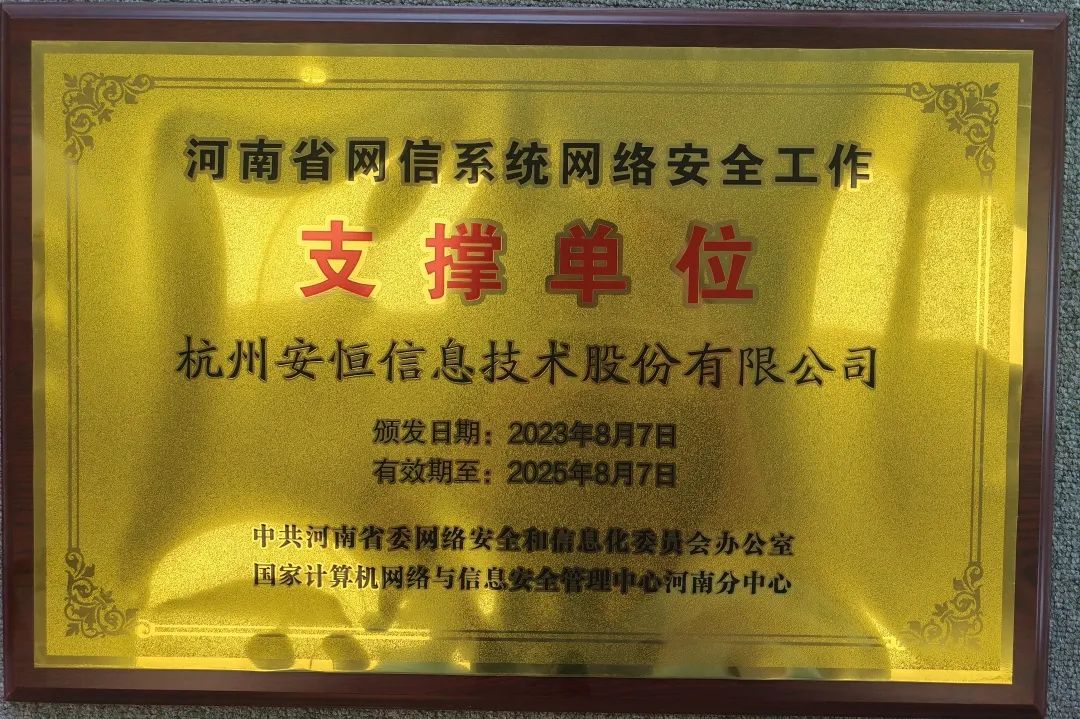 河南省网信系统网络安全工作
支撑单位
杭州安恒信息技术股份有限公司
颁发日期：2023年8月7日
有效期至：2025年8月7日
中共河南省委网络安全和信息化委员会办公室
国家计算机网络与信息安全管理中心河南分中心